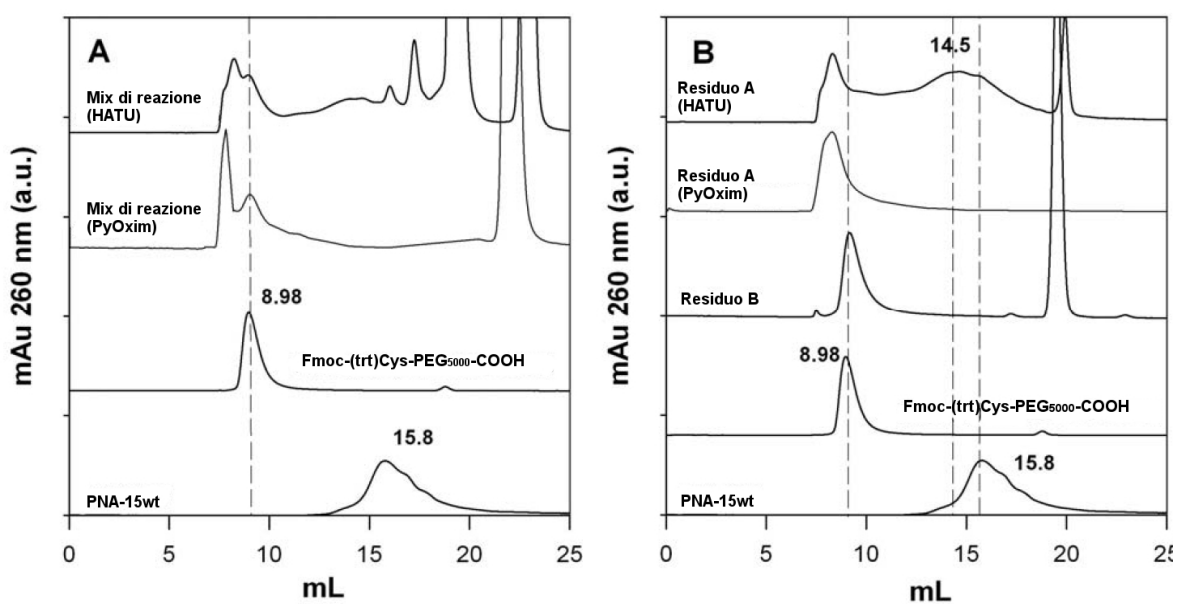 A
Mix di reazione
(HATU)
Mix di reazione
(PyOxim)
8.98
Fmoc-(trt)Cys-PEG5000-COOH
15.8
PNA-15wt
mAu 260 nm (a.u.)
0 5 10 15 20 25
mL
B
14.5
Residuo A
(HATU)
Residuo A
(PyOxim)
Residuo B
8.98
Fmoc-(trt)Cys-PEG5000-COOH
15.8
PNA-15wt
mAu 260 nm (a.u.)
0 5 10 15 20 25
mL